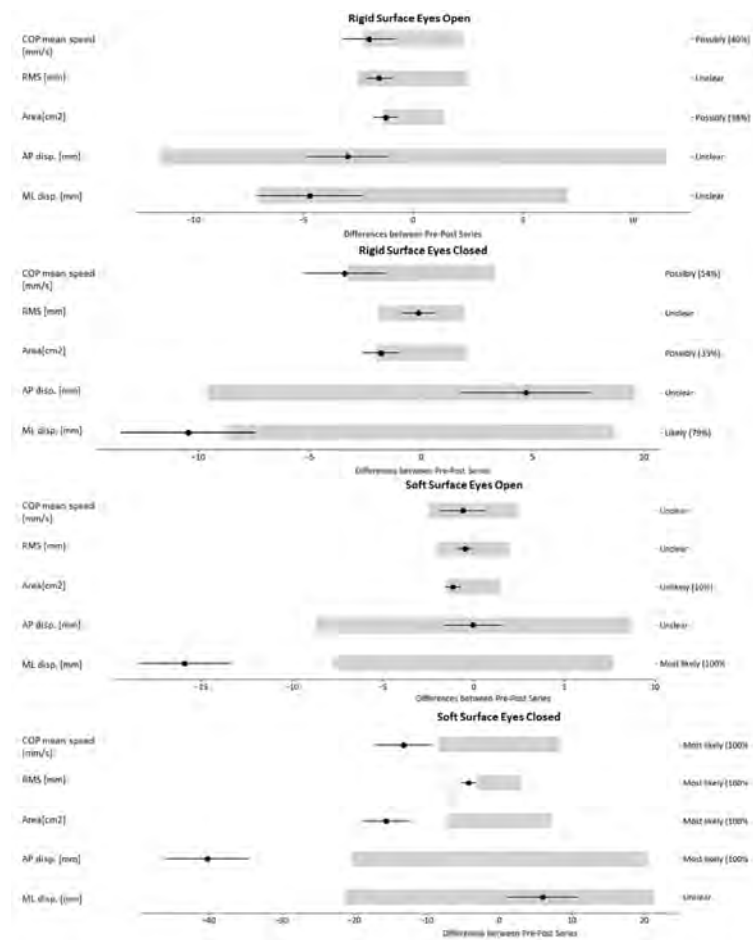 Rigid Surface Eyes Open
COP mean speed Possibly (40%)
[mm/s]
RMS [mm] Unclear
Area[cm2] Possibly
AP disp. [mm] Unclear
ML disp. [mm] Unclear
-10 -5 0 5 10
Differences between Pre-Post Series
Rigid Surface Eyes Closed
COP mean speed Possibly (54%)
[mm/s]
RMS [mm] Unclear
Area[cm2] Possibly (35%)
AP disp. [mm] Unclear
ML disp. [mm] Likely (79%)
-10 -5 0 5 10
Differences between Pre-Post Series
Soft Surface Eyes Open
COP mean speed Unclear
[mm/s]
RMS [mm] Unclear
Area[cm2] Unlikely (10%)
AP disp. [mm] Unclear
ML disp. [mm] Most likely (100%
-15 -10 -5 0 5 10
Differences between Pre-Post Series
Soft Surface Eyes Closed
COP mean speed Most likely (100%
[mm/s]
RMS [mm] Most likely (100%
Area[cm2] Most likely (100%
AP disp. [mm] Most likely (100%
ML disp. [mm] Unclear
-40 -30 -20 -10 0 10 20
Differences between Pre-Post Series